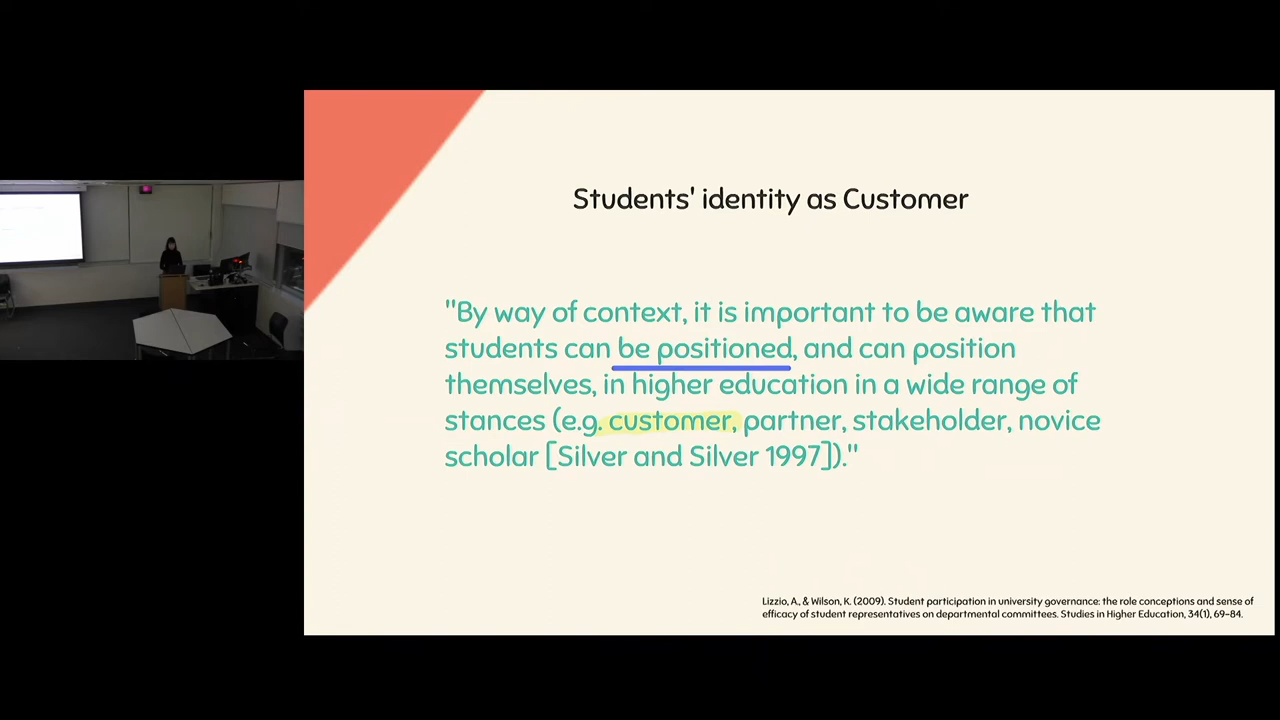 Students' identity as Customer
"By way of context, it is important to be aware that
students can be positioned, and can position
themselves, in higher education in a wide range of
stances (e.g. customer, partner, stakeholder, novice
scholar [Silver and Silver 1997])."
Lizzio, A., & Wilson, K. (2009). Student participation in university governance: the role conceptions and sense of
efficacy of student representatives on departmental committees. Studies in Higher Education, 34(1), 69–84.